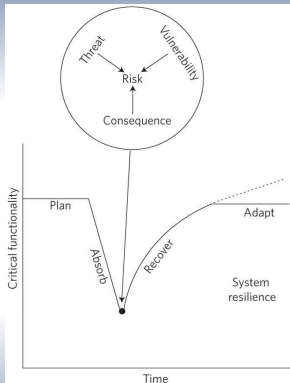 Threat
Vulnerability
Risk
Consequence
Critical functionality
Plan
Absorb
Recover
Adapt
System
resilience
Time